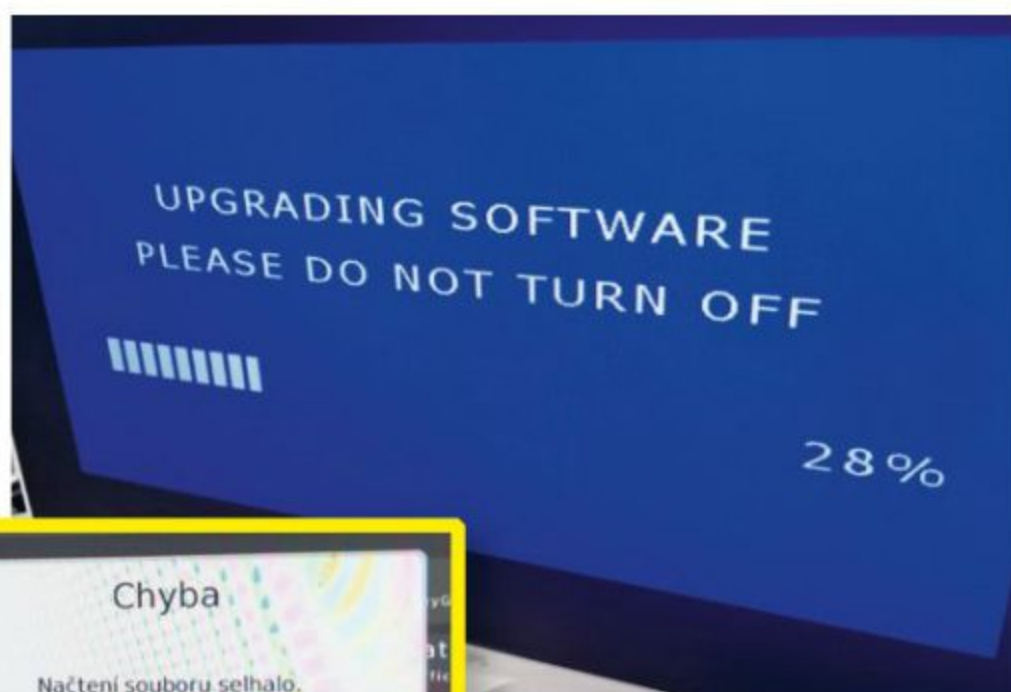 UPGRADING SOFTWARE
PLEASE DO NOT TURN OFF
28%
Chyba
Načtení souboru selhalo.